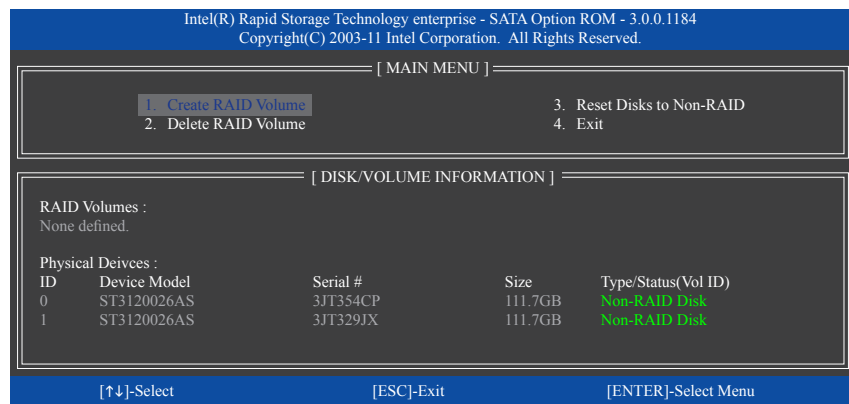 Intel(R) Rapid Storage Technology enterprise - SATA Option ROM - 3.0.0.1184
Copyright(C) 2003-11 Intel Corporation.  All Rights Reserved.
[ MAIN MENU ]
1.  Create RAID Volume    3.  Reset Disks to Non-RAID
2.  Delete RAID Volume    4.  Exit
[ DISK/VOLUME INFORMATION ]
RAID Volumes :
None defined.
Physical Deivces :
ID    Device Model    Serial #    Size    Type/Status(Vol ID)
0    ST3120026AS    3JT354CP    111.7GB    Non-RAID Disk
1    ST3120026AS    3JT329JX    111.7GB    Non-RAID Disk
[↑↓]-Select    [ESC]-Exit    [ENTER]-Select Menu